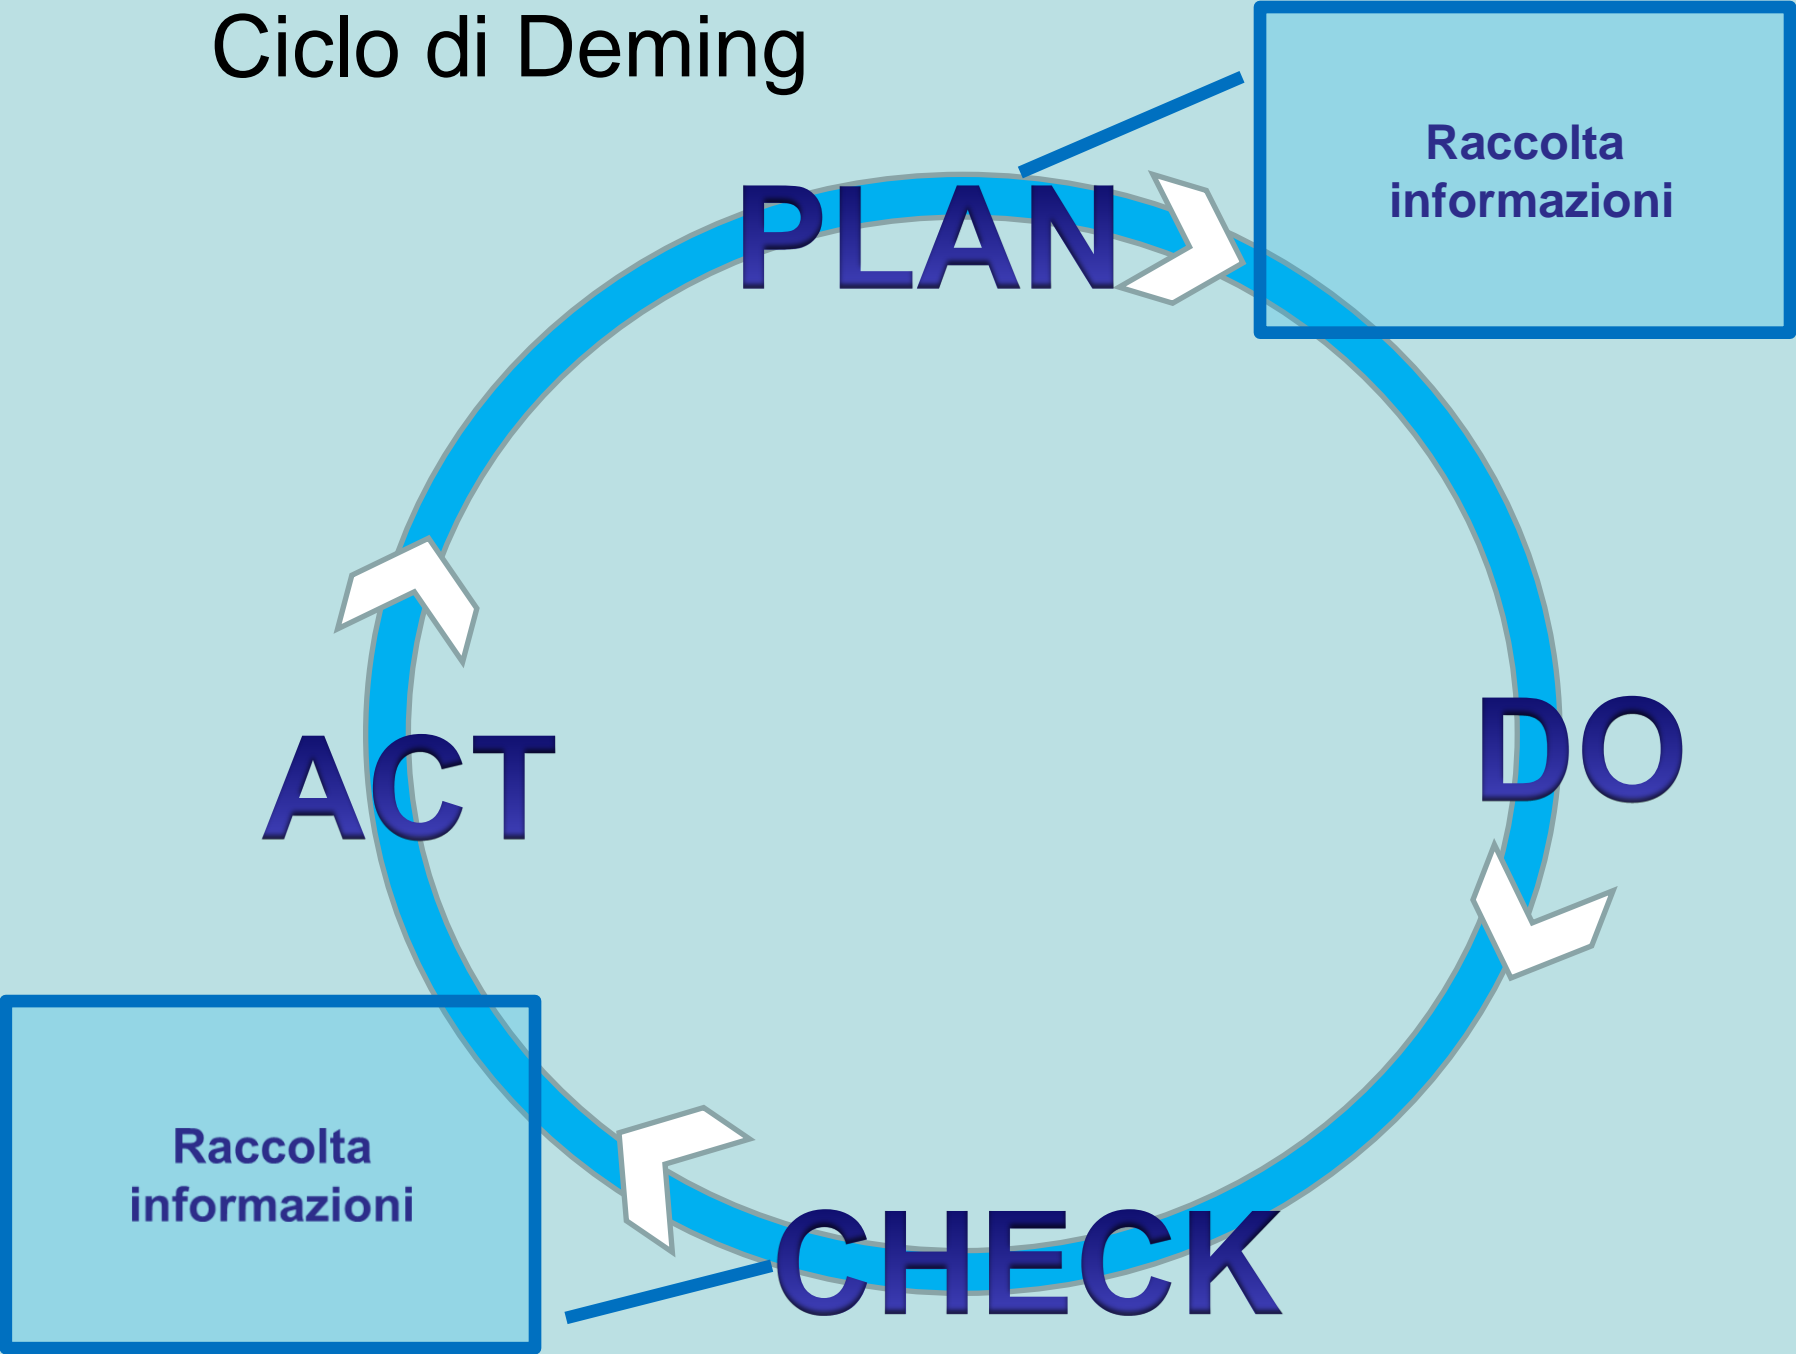 Ciclo di Deming
Raccolta
informazioni
PLAN
DO
ACT
Raccolta
informazioni
CHECK